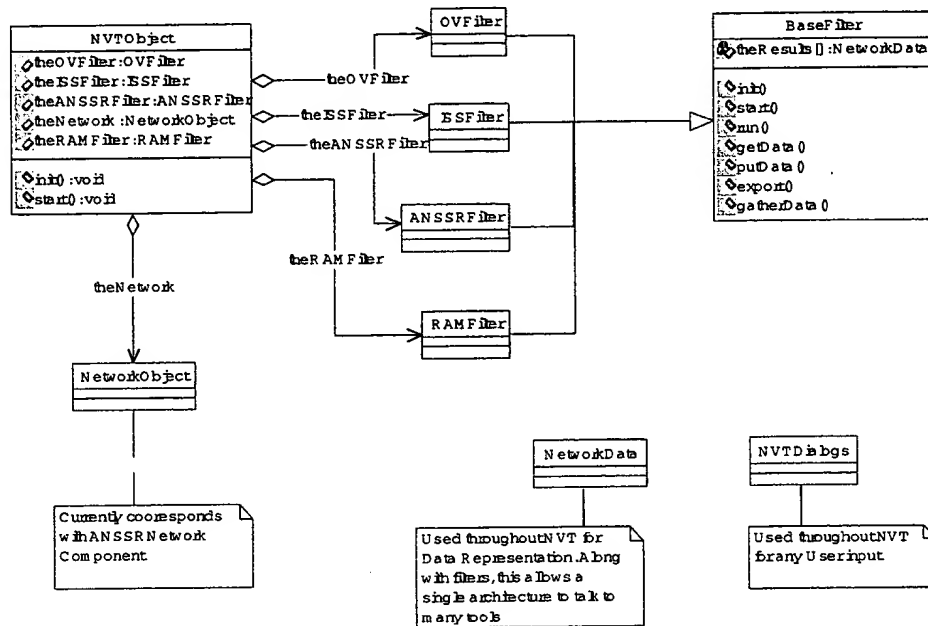 NVTObject
theOVFilter:OVFilter
theISSFilter:ISSFilter
theANSSRFilter:ANSSRFilter
theNetwork:NetworkObject
theRAMFilter:RAMFilter
init():void
start():void
theOVFilter
theISSFilter
theANSSRFilter
theRAMFilter
theNetwork
OVFilter
ISSFilter
ANSSRFilter
RAMFilter
BaseFilter
theResults[]:NetworkData
init()
start()
run()
getData()
putData()
export()
gatherData()
NetworkObject
Currently cooresponds
with ANSSR Network
Component
NetworkData
Used throughout NVT for
Data Representation. Along
with filters, this allows a
single architecture to talk to
many tools
NVTDialogs
Used throughout NVT
for any User input